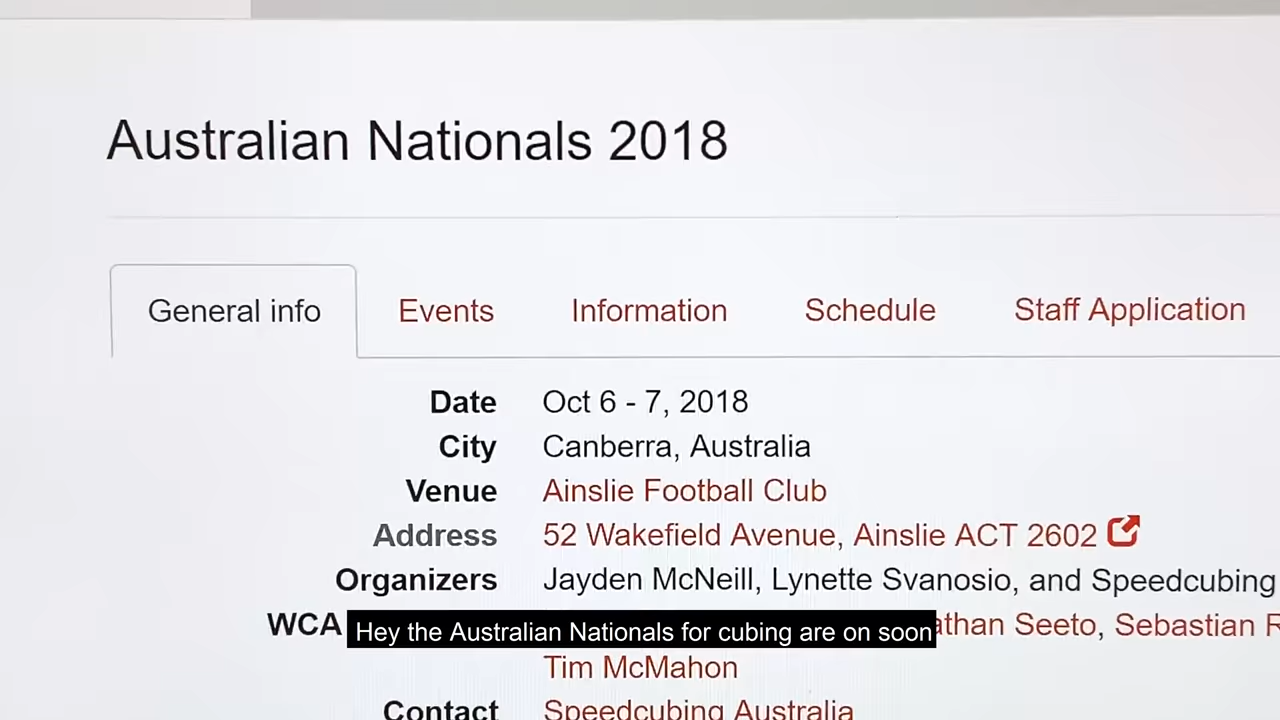 Australian Nationals 2018
General info Events Information Schedule Staff Application
Date Oct 6 - 7, 2018
City Canberra, Australia
Venue Ainslie Football Club
Address 52 Wakefield Avenue, Ainslie ACT 2602
Organizers Jayden McNeill, Lynette Svanosio, and Speedcubing
WCA athan Seeto, Sebastian R
Hey the Australian Nationals for cubing are on soon
Tim McMahon
Contact Speedcubing Australia